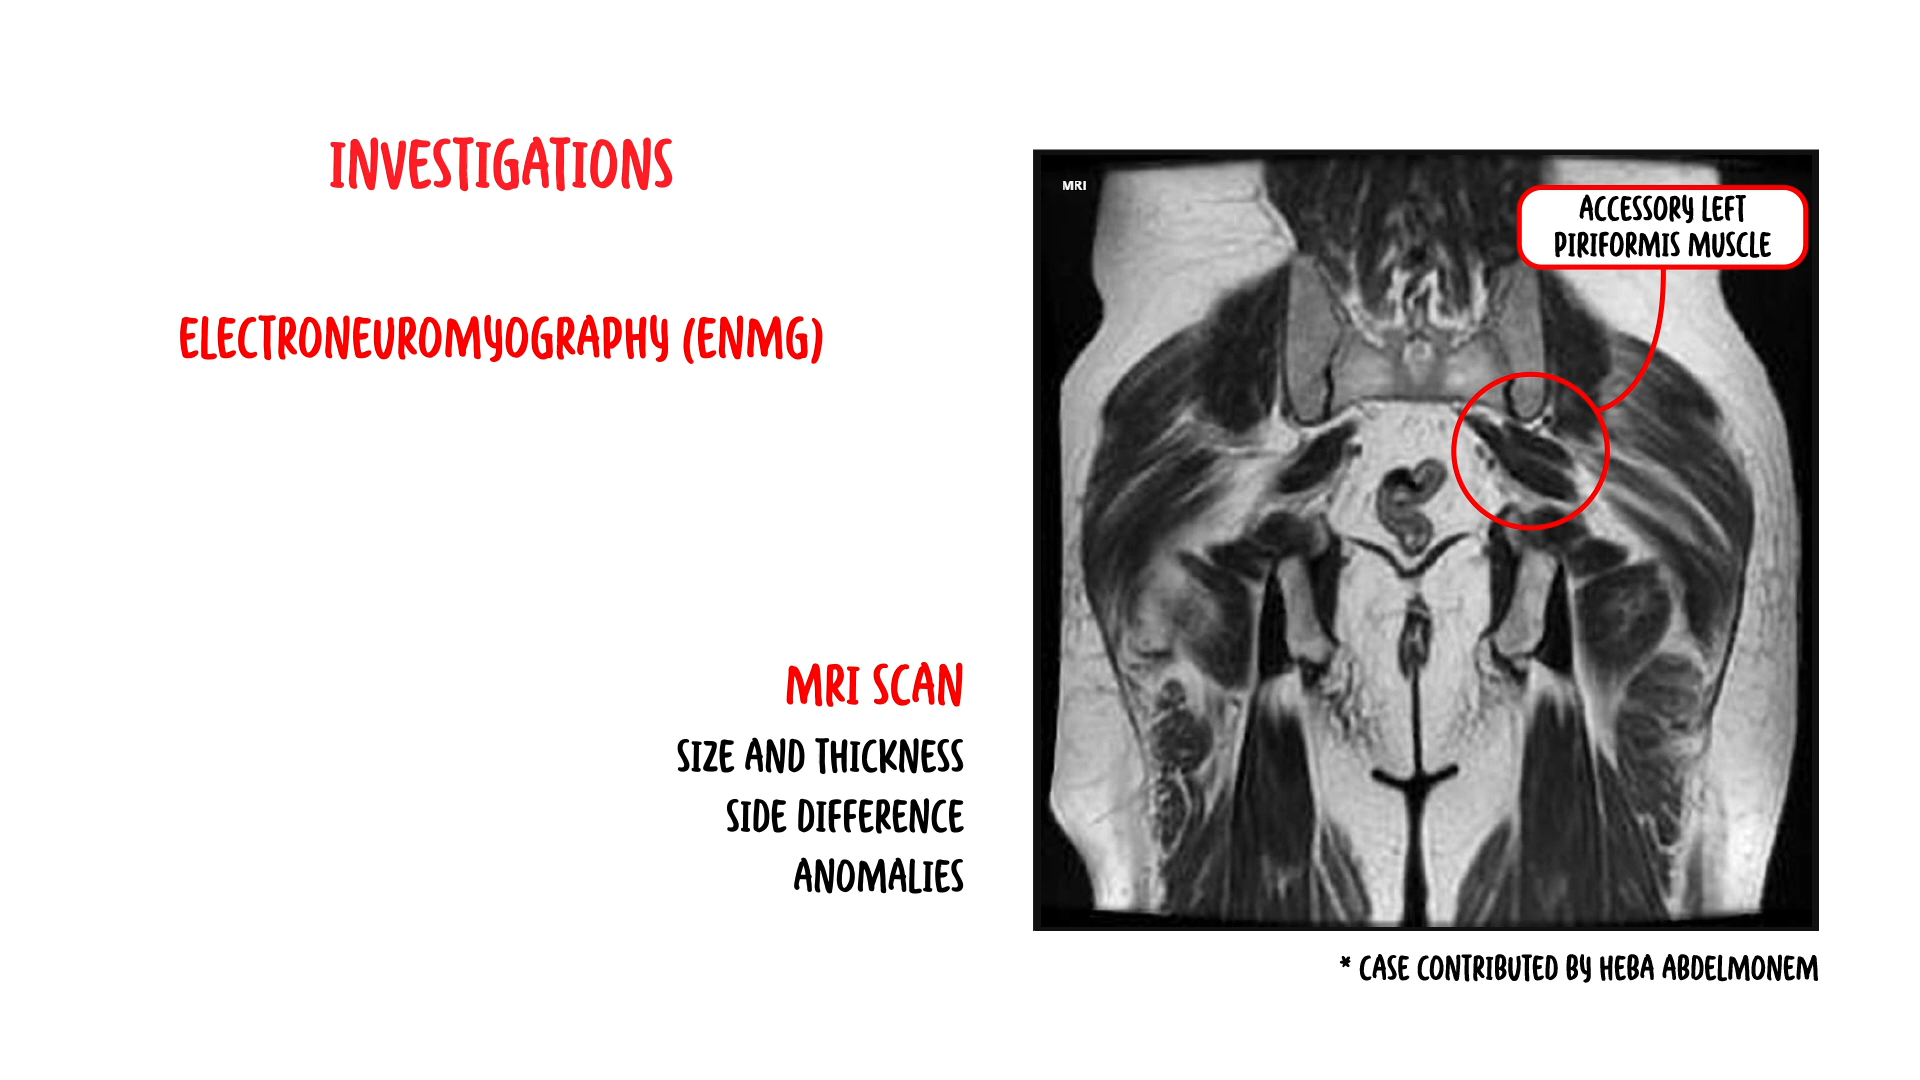 INVESTIGATIONS
ELECTRONEUROMYOGRAPHY (ENMG)
MRI SCAN
SIZE AND THICKNESS
SIDE DIFFERENCE
ANOMALIES
MRI
ACCESSORY LEFT
PIRIFORMIS MUSCLE
* CASE CONTRIBUTED BY HEBA ABDELMONEM